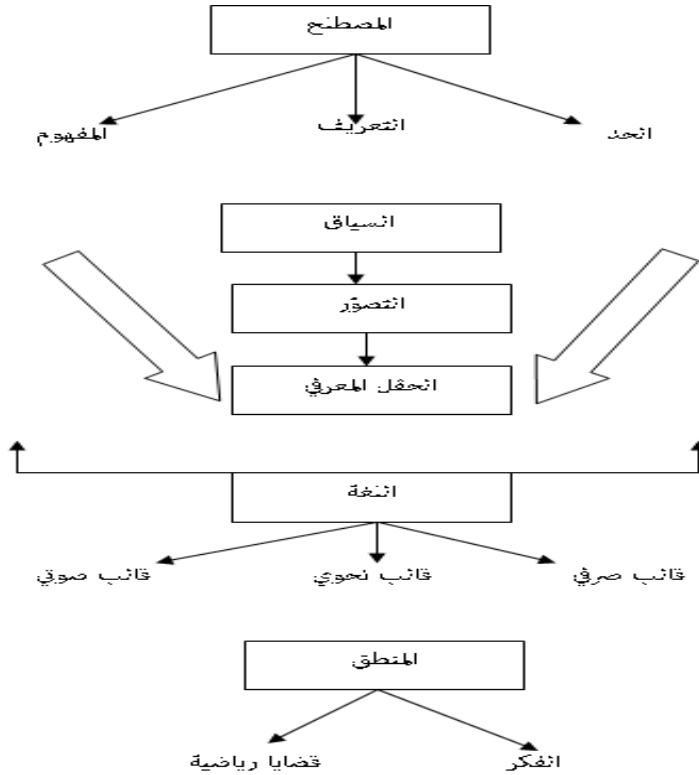 المصطلح
الحد
التعريف
المفهوم
السياق
التصوّر
الحقل المعرفي
اللغة
قالب صرفي
قالب نحوي
قالب صوتي
المنطق
الفكر
قضايا رياضية